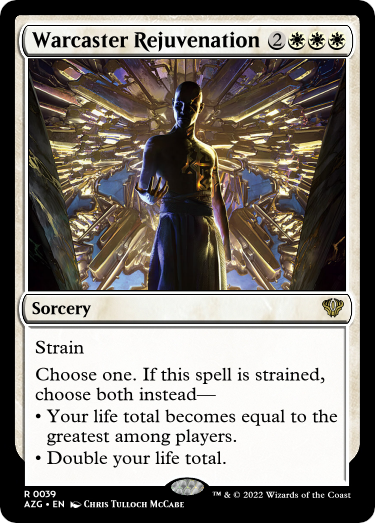 Warcaster Rejuvenation 2
Sorcery
Strain
Choose one. If this spell is strained,
choose both instead—
• Your life total becomes equal to the
greatest among players.
• Double your life total.
R 0039
AZG • EN Chris Tulloch McCabe
™ & © 2022 Wizards of the Coast